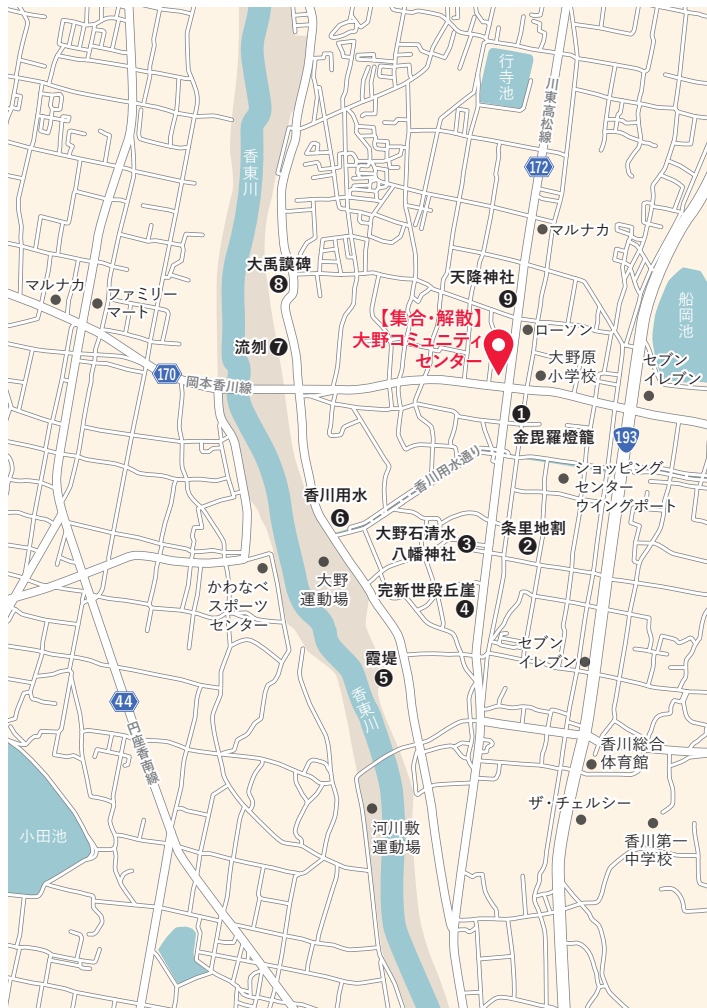 行寺池
川東高松線
172
マルナカ
香東川
大禹謨碑
❽
天降神社
❾
船岡池
マルナカ
ファミリー
マート
【集合・解散】
大野コミュニティ
センター
ローソン
流刎❼
大野原
小学校
セブン
イレブン
170
岡本香川線
❶
金毘羅燈籠
193
香川用水通り
ショッピング
センター
ウイングポート
香川用水
❻
大野石清水
八幡神社
❸
条里地割
❷
かわなべ
スポーツ
センター
大野
運動場
完新世段丘崖
❹
セブン
イレブン
霞堤
❺
44
円座香南線
香東川
香川総合
体育館
ザ・チェルシー
小田池
河川敷
運動場
香川第一
中学校